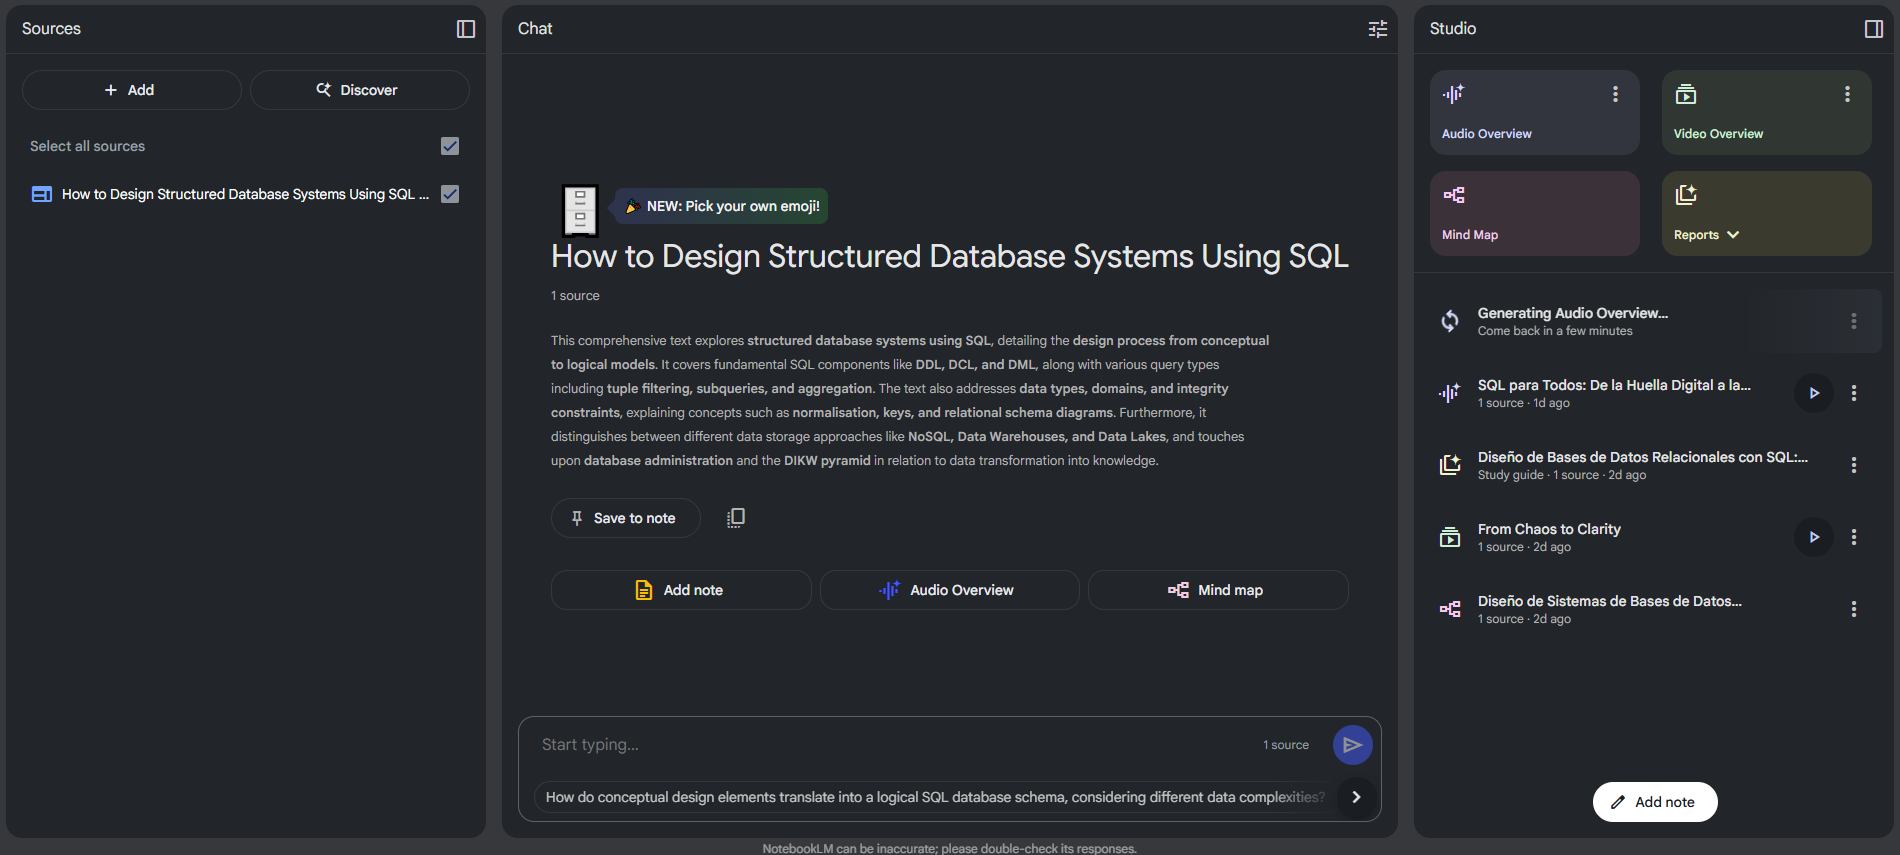 Sources
Add
Discover
Select all sources
How to Design Structured Database Systems Using SQL ...
Chat
NEW: Pick your own emoji!
How to Design Structured Database Systems Using SQL
1 source
This comprehensive text explores structured database systems using SQL, detailing the design process from conceptual
to logical models. It covers fundamental SQL components like DDL, DCL, and DML, along with various query types
including tuple filtering, subqueries, and aggregation. The text also addresses data types, domains, and integrity
constraints, explaining concepts such as normalisation, keys, and relational schema diagrams. Furthermore, it
distinguishes between different data storage approaches like NoSQL, Data Warehouses, and Data Lakes, and touches
upon database administration and the DIKW pyramid in relation to data transformation into knowledge.
Save to note
Add note
Audio Overview
Mind map
Start typing...
1 source
How do conceptual design elements translate into a logical SQL database schema, considering different data complexities?
NotebookLM can be inaccurate; please double-check its responses.
Studio
Audio Overview
Video Overview
Mind Map
Reports
Generating Audio Overview...
Come back in a few minutes
SQL para Todos: De la Huella Digital a la...
1 source · 1d ago
Diseño de Bases de Datos Relacionales con SQL:...
Study guide · 1 source · 2d ago
From Chaos to Clarity
1 source · 2d ago
Diseño de Sistemas de Bases de Datos...
1 source · 2d ago
Add note